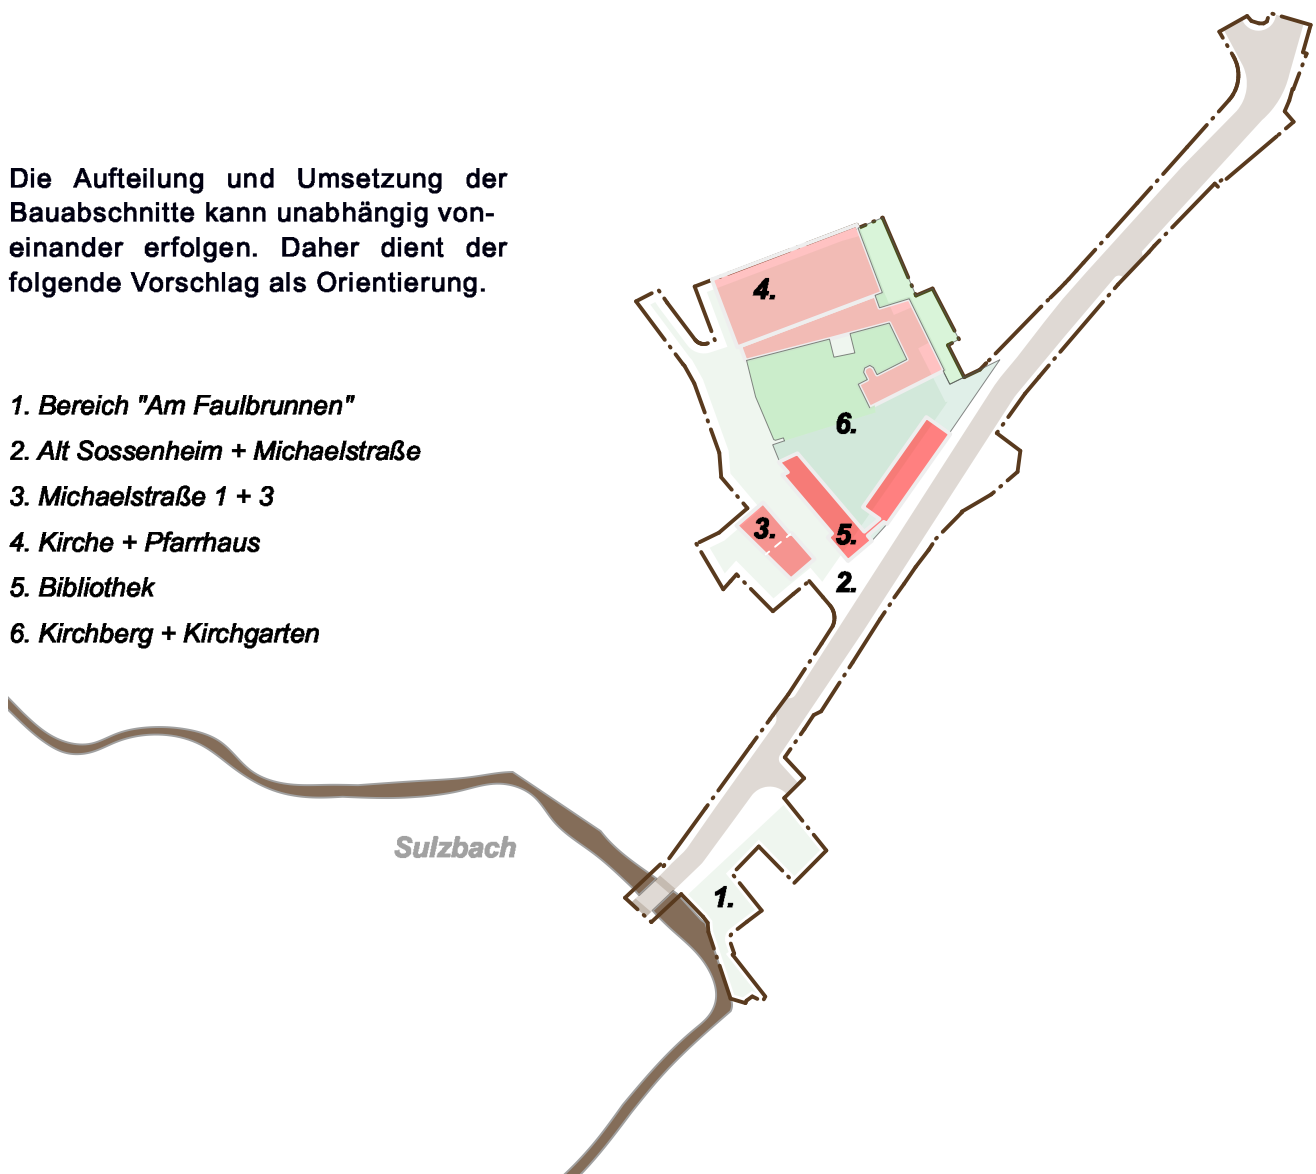 Die Aufteilung und Umsetzung der
Bauabschnitte kann unabhängig von-
einander erfolgen. Daher dient der
folgende Vorschlag als Orientierung.
1. Bereich "Am Faulbrunnen"
2. Alt Sossenheim + Michaelstraße
3. Michaelstraße 1 + 3
4. Kirche + Pfarrhaus
5. Bibliothek
6. Kirchberg + Kirchgarten
4.
6.
3.
5.
2.
Sulzbach
1.